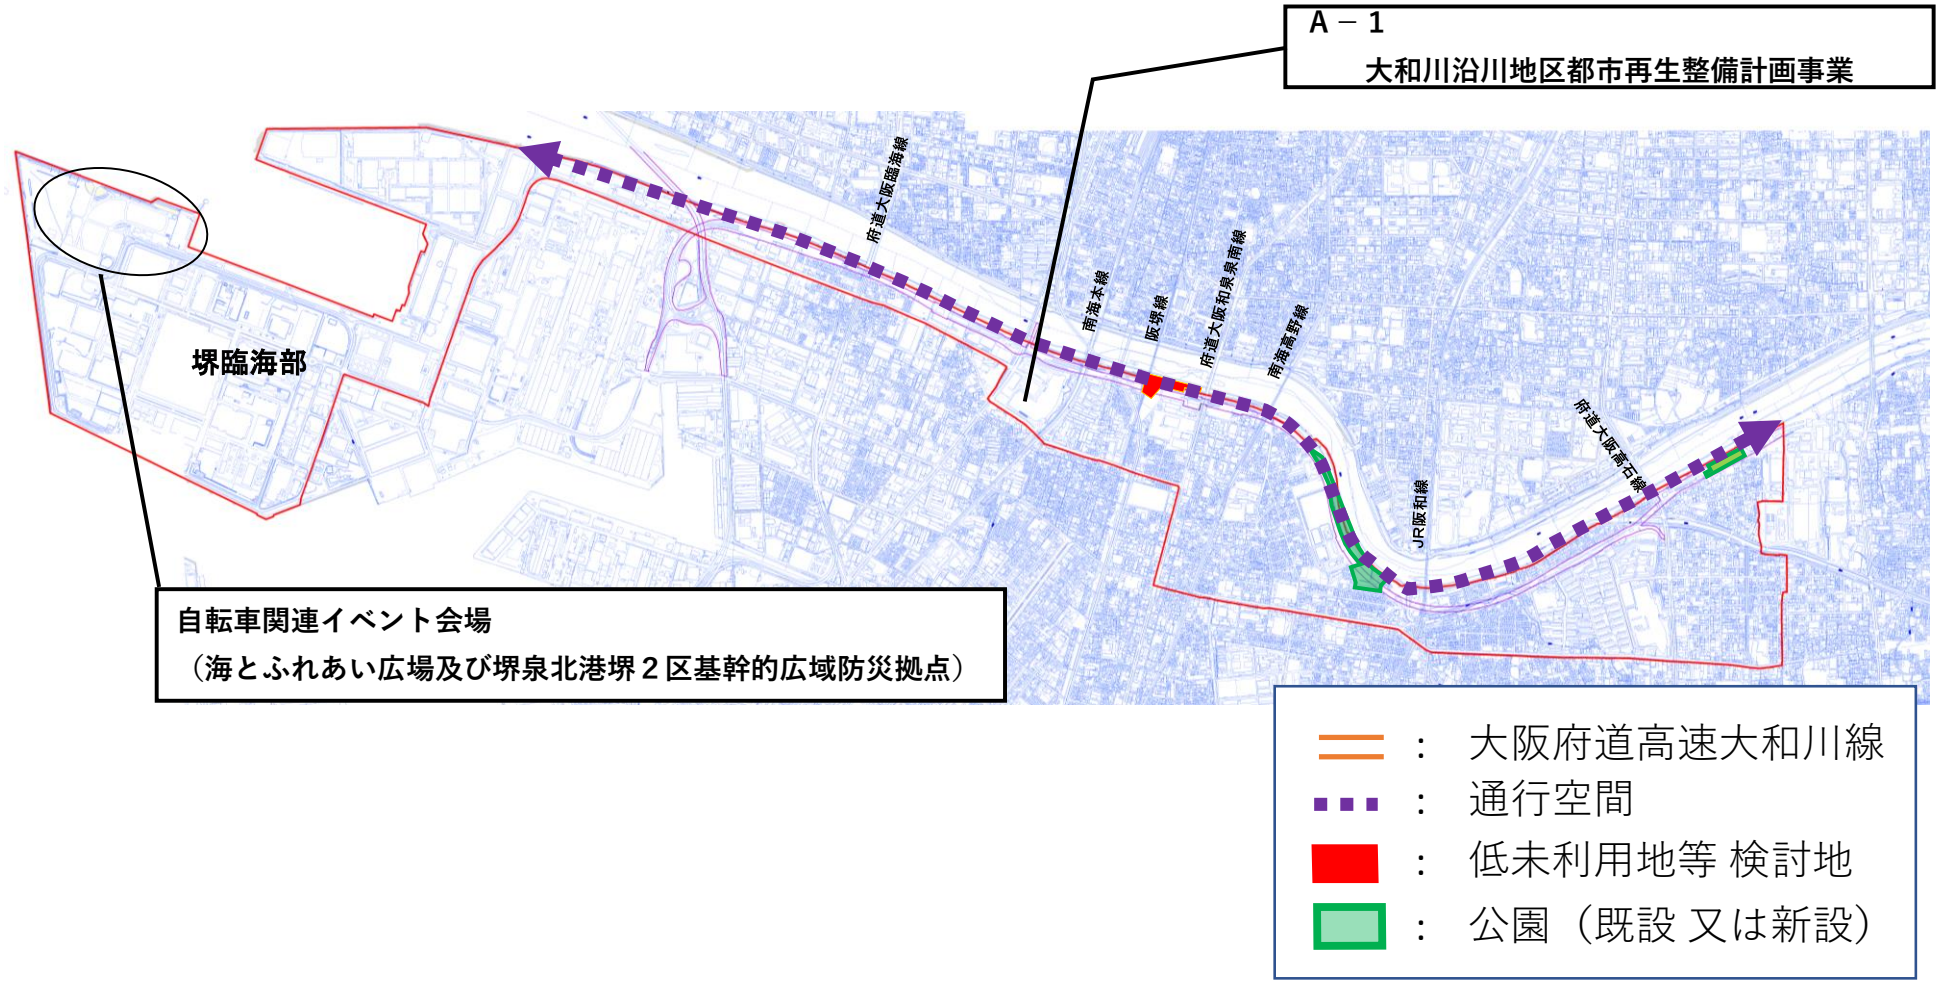 A－1
大和川沿川地区都市再生整備計画事業
府道大阪臨海線
南海本線
阪堺線
府道大阪和泉泉南線
南海高野線
府道大阪高石線
JR阪和線
堺臨海部
自転車関連イベント会場
（海とふれあい広場及び堺泉北港堺２区基幹的広域防災拠点）
： 大阪府道高速大和川線
： 通行空間
： 低未利用地等 検討地
： 公園（既設 又は新設）